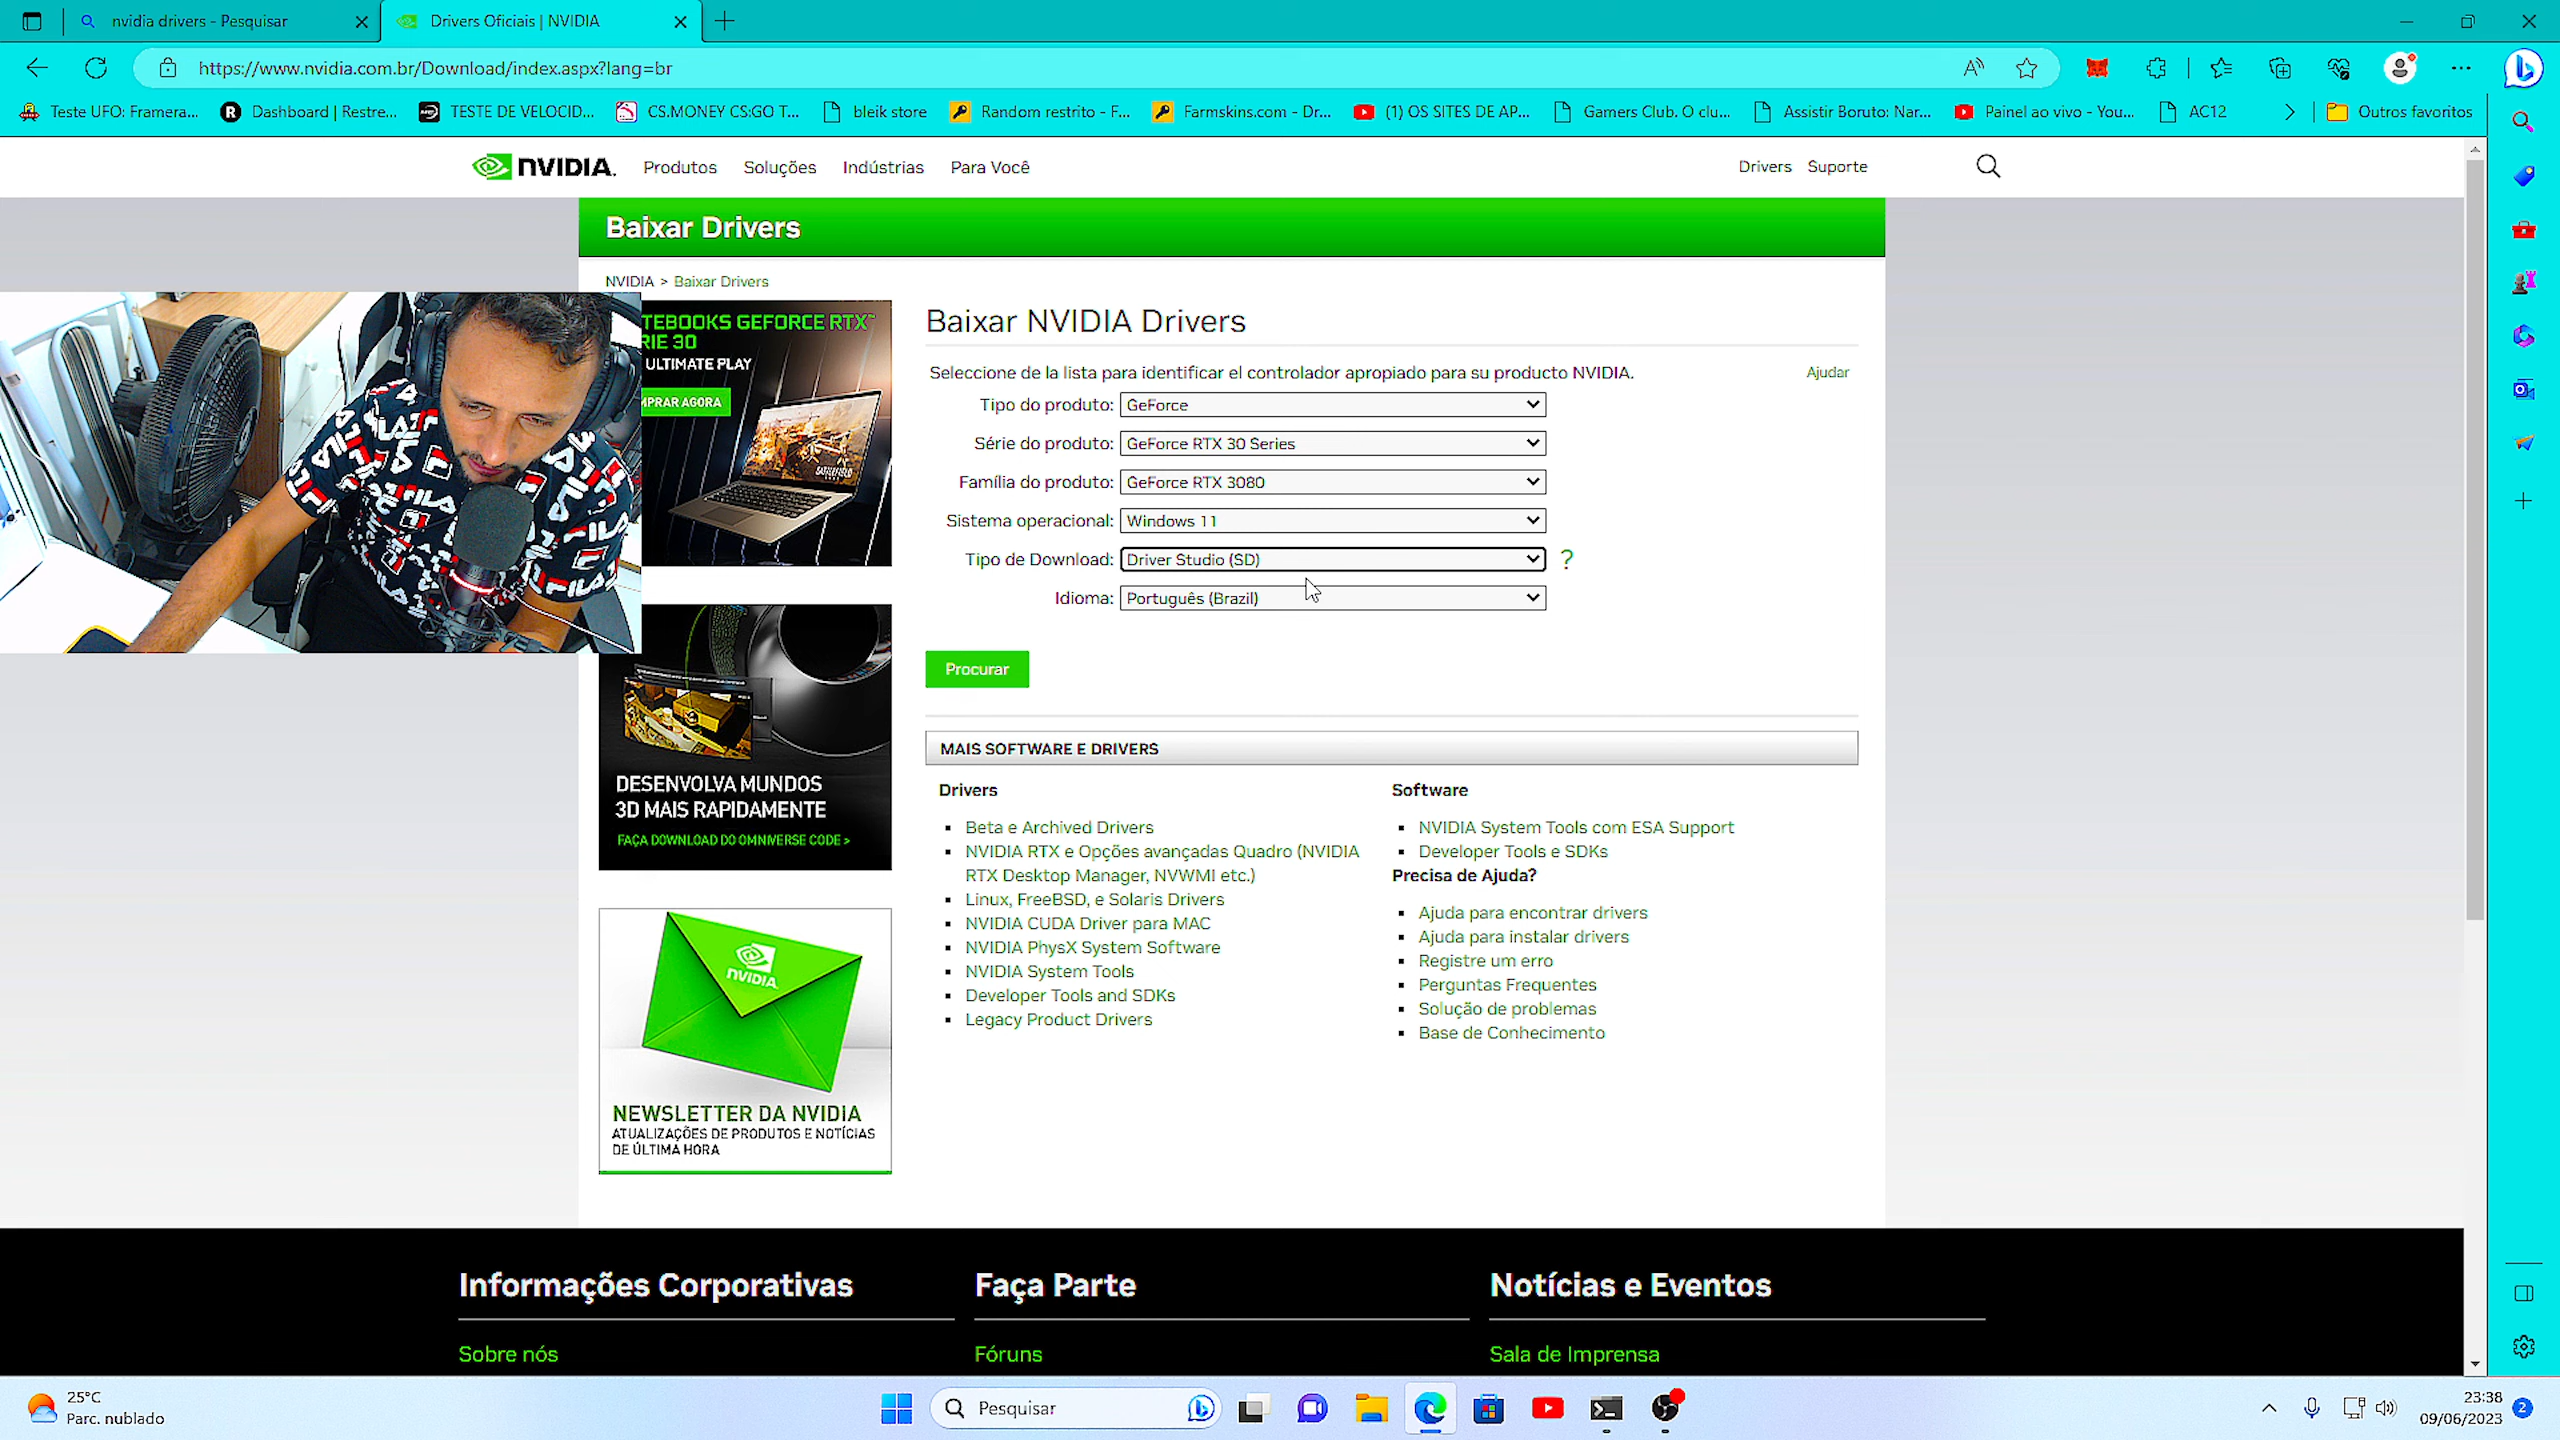 nvidia drivers - Pesquisar
Drivers Oficiais | NVIDIA
https://www.nvidia.com.br/Download/index.aspx?lang=br
Teste UFO: Framera...
Dashboard | Restre...
TESTE DE VELOCID...
CS.MONEY CS:GO T...
bleik store
Random restrito - F...
Farmskins.com - Dr...
(1) OS SITES DE AP...
Gamers Club. O clu...
Assistir Boruto: Nar...
Painel ao vivo - You...
AC12
Outros favoritos
NVIDIA.
Produtos
Soluções
Indústrias
Para Você
Drivers
Suporte
Baixar Drivers
NVIDIA > Baixar Drivers
TEBOOKS GEFORCE RTX™
RIE 30
ULTIMATE PLAY
MPRAR AGORA
BATTLEFIELD
FILA
Baixar NVIDIA Drivers
Seleccione de la lista para identificar el controlador apropiado para su producto NVIDIA.
Ajudar
Tipo do produto: GeForce
Série do produto: GeForce RTX 30 Series
Família do produto: GeForce RTX 3080
Sistema operacional: Windows 11
Tipo de Download: Driver Studio (SD) ?
Idioma: Português (Brazil)
Procurar
DESENVOLVA MUNDOS
3D MAIS RAPIDAMENTE
FAÇA DOWNLOAD DO OMNIVERSE CODE >
MAIS SOFTWARE E DRIVERS
Drivers
Beta e Archived Drivers
NVIDIA RTX e Opções avançadas Quadro (NVIDIA
RTX Desktop Manager, NVWMI etc.)
Linux, FreeBSD, e Solaris Drivers
NVIDIA CUDA Driver para MAC
NVIDIA PhysX System Software
NVIDIA System Tools
Developer Tools and SDKs
Legacy Product Drivers
Software
NVIDIA System Tools com ESA Support
Developer Tools e SDKs
Precisa de Ajuda?
Ajuda para encontrar drivers
Ajuda para instalar drivers
Registre um erro
Perguntas Frequentes
Solução de problemas
Base de Conhecimento
NVIDIA
NEWSLETTER DA NVIDIA
ATUALIZAÇÕES DE PRODUTOS E NOTÍCIAS
DE ÚLTIMA HORA
Informações Corporativas
Sobre nós
Faça Parte
Fóruns
Notícias e Eventos
Sala de Imprensa
25°C
Parc. nublado
Pesquisar
23:38
09/06/2023
2